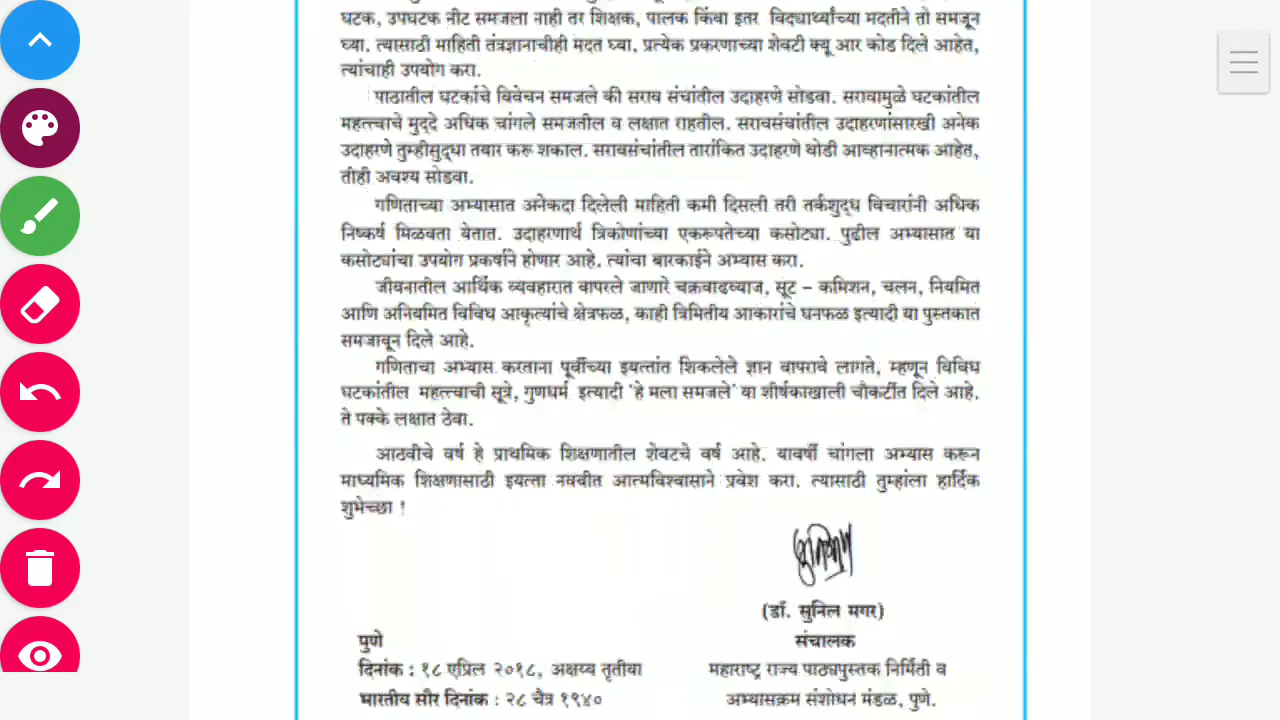 घटक, उपघटक नीट समजला नाही तर शिक्षक, पालक किंवा इतर विद्यार्थ्यांच्या मदतीने तो समजून
घ्या. त्यासाठी माहिती तंत्रज्ञानाचीही मदत घ्या. प्रत्येक प्रकरणाच्या शेवटी क्यू आर कोड दिले आहेत,
त्यांचाही उपयोग करा.
पाठातील घटकांचे विवेचन समजले की सराव संचांतील उदाहरणे सोडवा. सरावामुळे घटकांतील
महत्त्वाचे मुद्दे अधिक चांगले समजतील व लक्षात राहतील. सरावसंचांतील उदाहरणांसारखी अनेक
उदाहरणे तुम्हीसुद्धा तयार करू शकाल. सरावसंचांतील तारांकित उदाहरणे थोडी आव्हानात्मक आहेत,
तीही अवश्य सोडवा.
गणिताच्या अभ्यासात अनेकदा दिलेली माहिती कमी दिसली तरी तर्कशुद्ध विचारांनी अधिक
निष्कर्ष मिळवता येतात. उदाहरणार्थ त्रिकोणांच्या एकरूपतेच्या कसोट्या. पुढील अभ्यासात या
कसोट्यांचा उपयोग प्रकर्षाने होणार आहे. त्यांचा बारकाईने अभ्यास करा.
जीवनातील आर्थिक व्यवहारात वापरले जाणारे चक्रवाढव्याज, सूट – कमिशन, चलन, नियमित
आणि अनियमित विविध आकृत्यांचे क्षेत्रफळ, काही त्रिमितीय आकारांचे घनफळ इत्यादी या पुस्तकात
समजावून दिले आहे.
गणिताचा अभ्यास करताना पूर्वीच्या इयत्तांत शिकलेले ज्ञान वापरावे लागते, म्हणून विविध
घटकांतील महत्त्वाची सूत्रे, गुणधर्म इत्यादी 'हे मला समजले' या शीर्षकाखाली चौकटीत दिले आहे.
ते पक्के लक्षात ठेवा.
आठवीचे वर्ष हे प्राथमिक शिक्षणातील शेवटचे वर्ष आहे. यावर्षी चांगला अभ्यास करून
माध्यमिक शिक्षणासाठी इयत्ता नववीत आत्मविश्वासाने प्रवेश करा. त्यासाठी तुम्हांला हार्दिक
शुभेच्छा !
(डॉ. सुनिल मगर)
पुणे संचालक
दिनांक : १८ एप्रिल २०१८, अक्षय्य तृतीया महाराष्ट्र राज्य पाठ्यपुस्तक निर्मिती व
भारतीय सौर दिनांक : २८ चैत्र १९४० अभ्यासक्रम संशोधन मंडळ, पुणे.